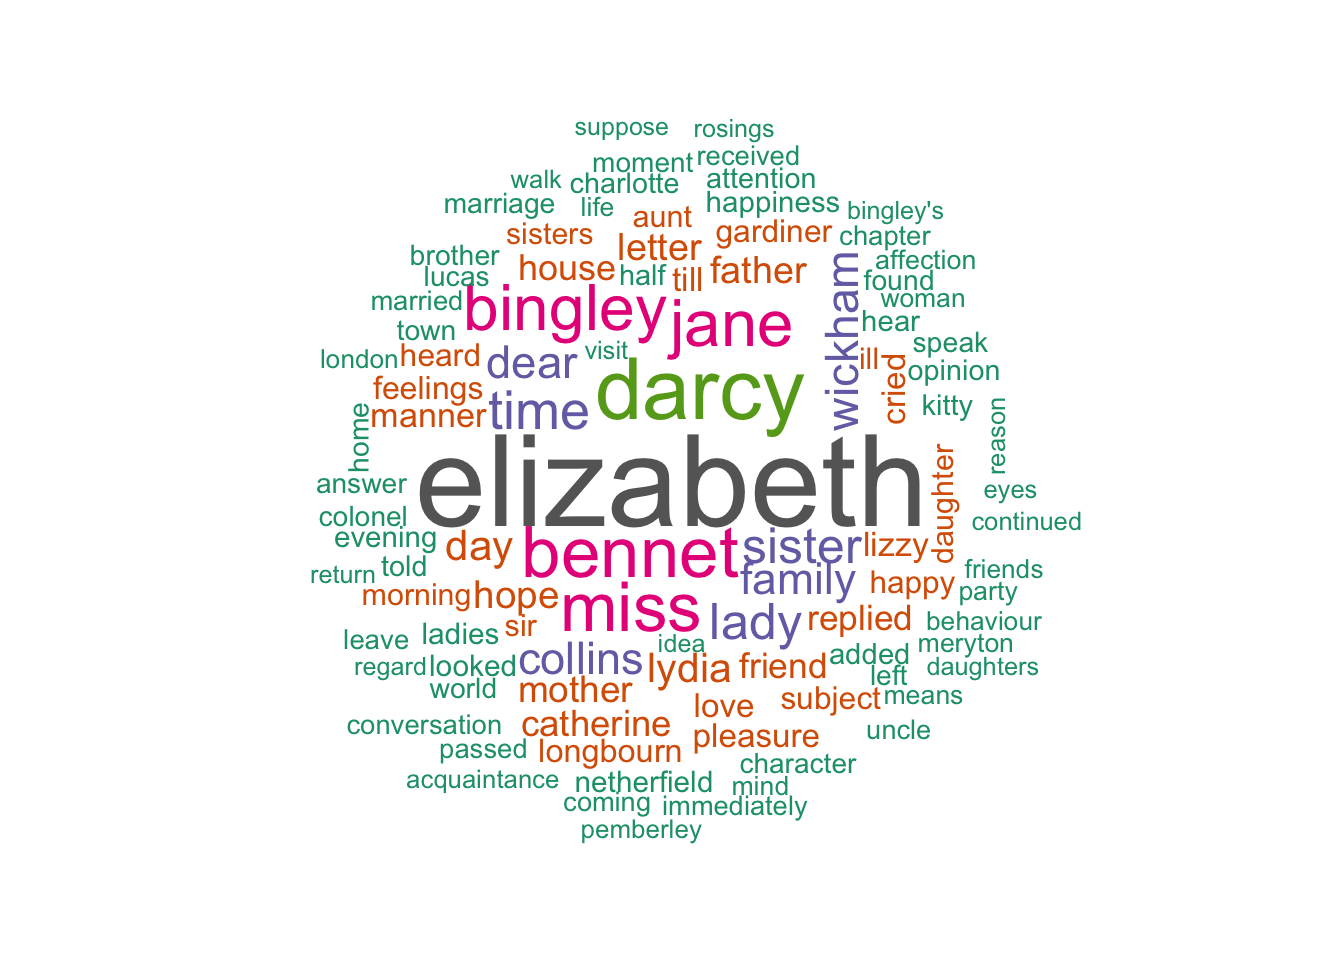 suppose rosings
moment received
walk charlotte attention
marriage life aunt happiness bingley's
sisters letter gardiner chapter
brother house half till father wickham affection
lucas found
married bingley jane woman
town hear
london heard dear visit ill speak
feelings darcy cried opinion
manner time kitty
home reason
answer elizabeth daughter eyes
colonel continued
evening day bennet sister lizzy
return told family happy friends
morning hope miss party
sir lady replied behaviour
leave ladies idea meryton
regard looked collins lydia friend added daughters
world mother left
love subject means
conversation catherine uncle
passed longbourn pleasure
acquaintance netherfield character
mind
coming immediately
pemberley